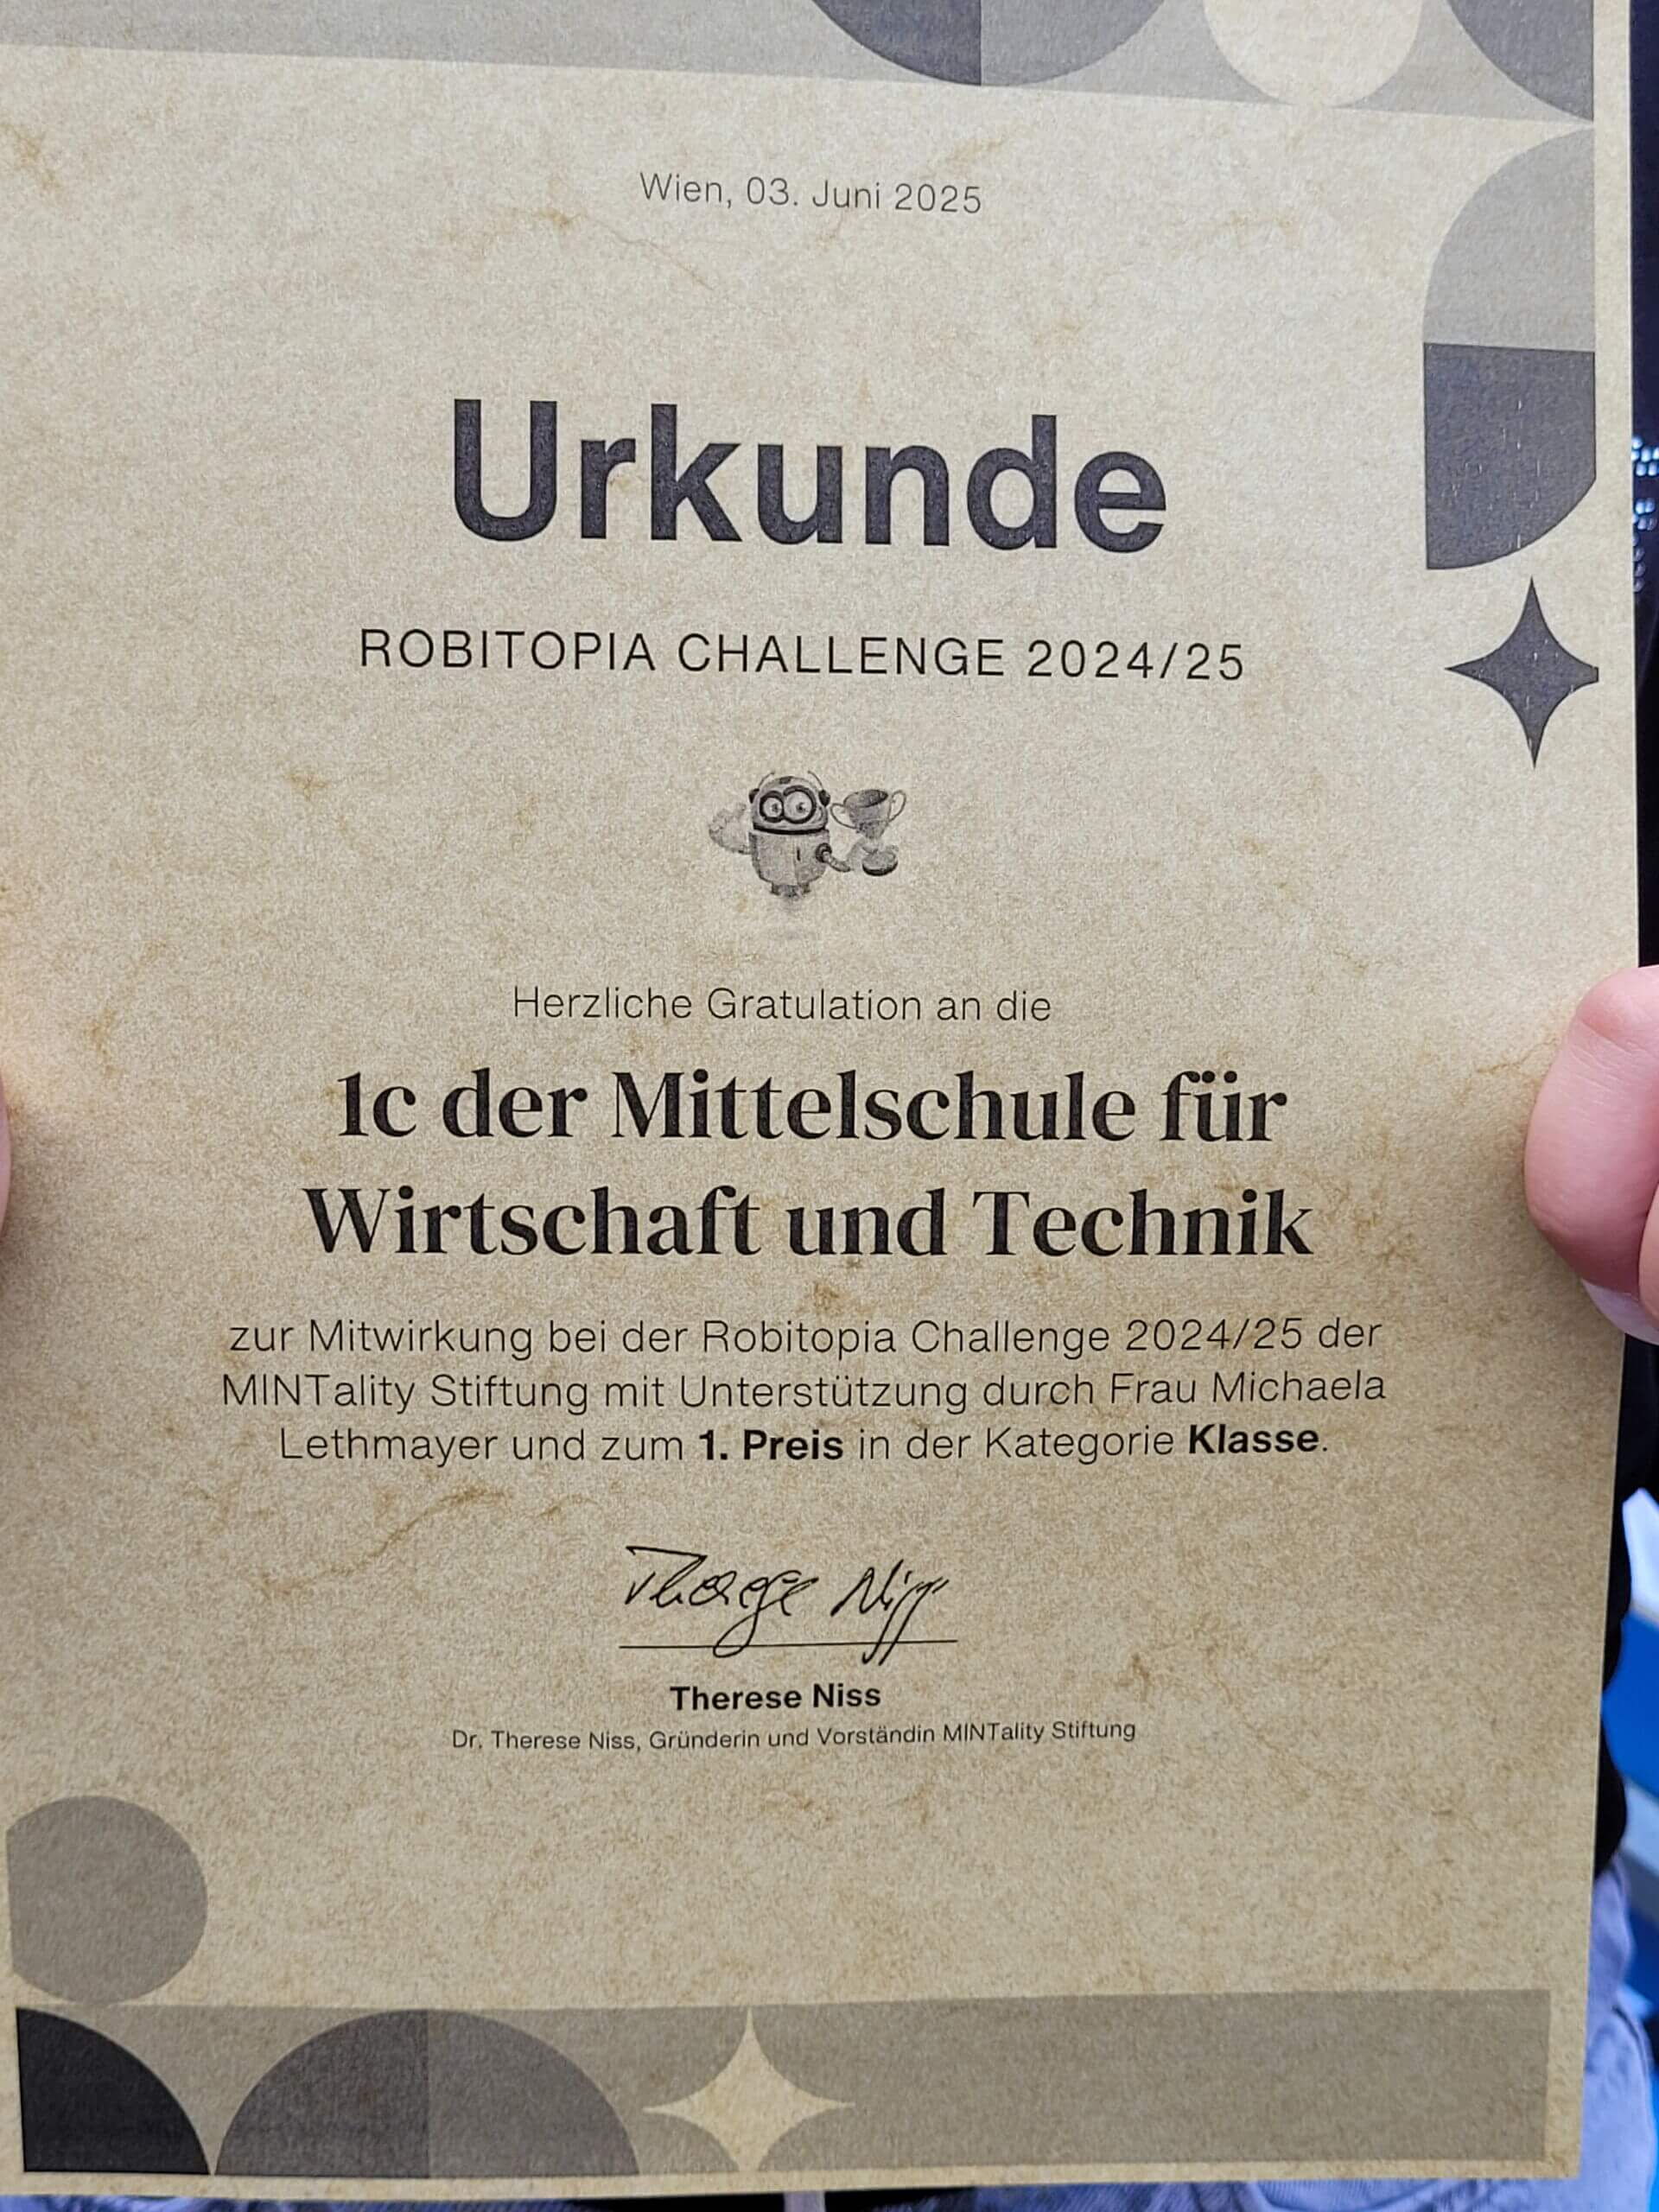 Wien, 03. Juni 2025
Urkunde
ROBITOPIA CHALLENGE 2024/25
Herzliche Gratulation an die
1c der Mittelschule für
Wirtschaft und Technik
zur Mitwirkung bei der Robitopia Challenge 2024/25 der
MINTality Stiftung mit Unterstützung durch Frau Michaela
Lethmayer und zum 1. Preis in der Kategorie Klasse.
Therese Niss
Therese Niss
Dr. Therese Niss, Gründerin und Vorständin MINTality Stiftung